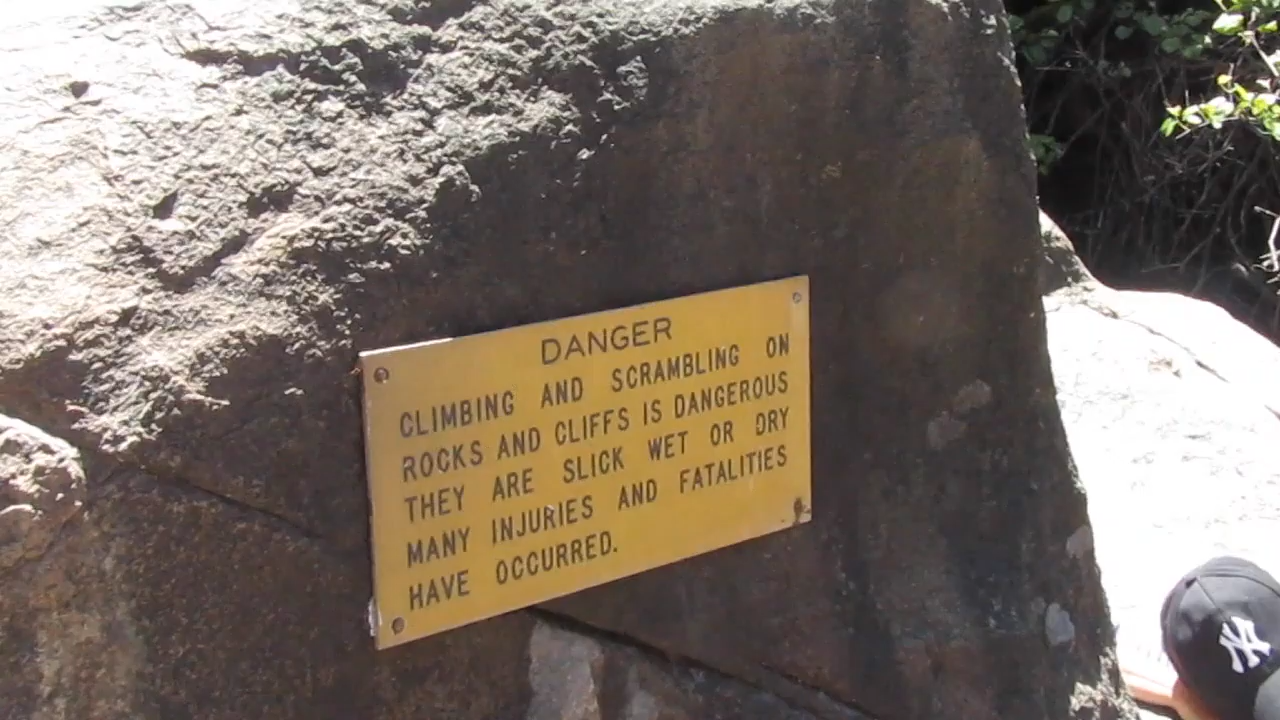 DANGER
CLIMBING AND SCRAMBLING ON
ROCKS AND CLIFFS IS DANGEROUS
THEY ARE SLICK WET OR DRY
MANY INJURIES AND FATALITIES
HAVE OCCURRED.
NY